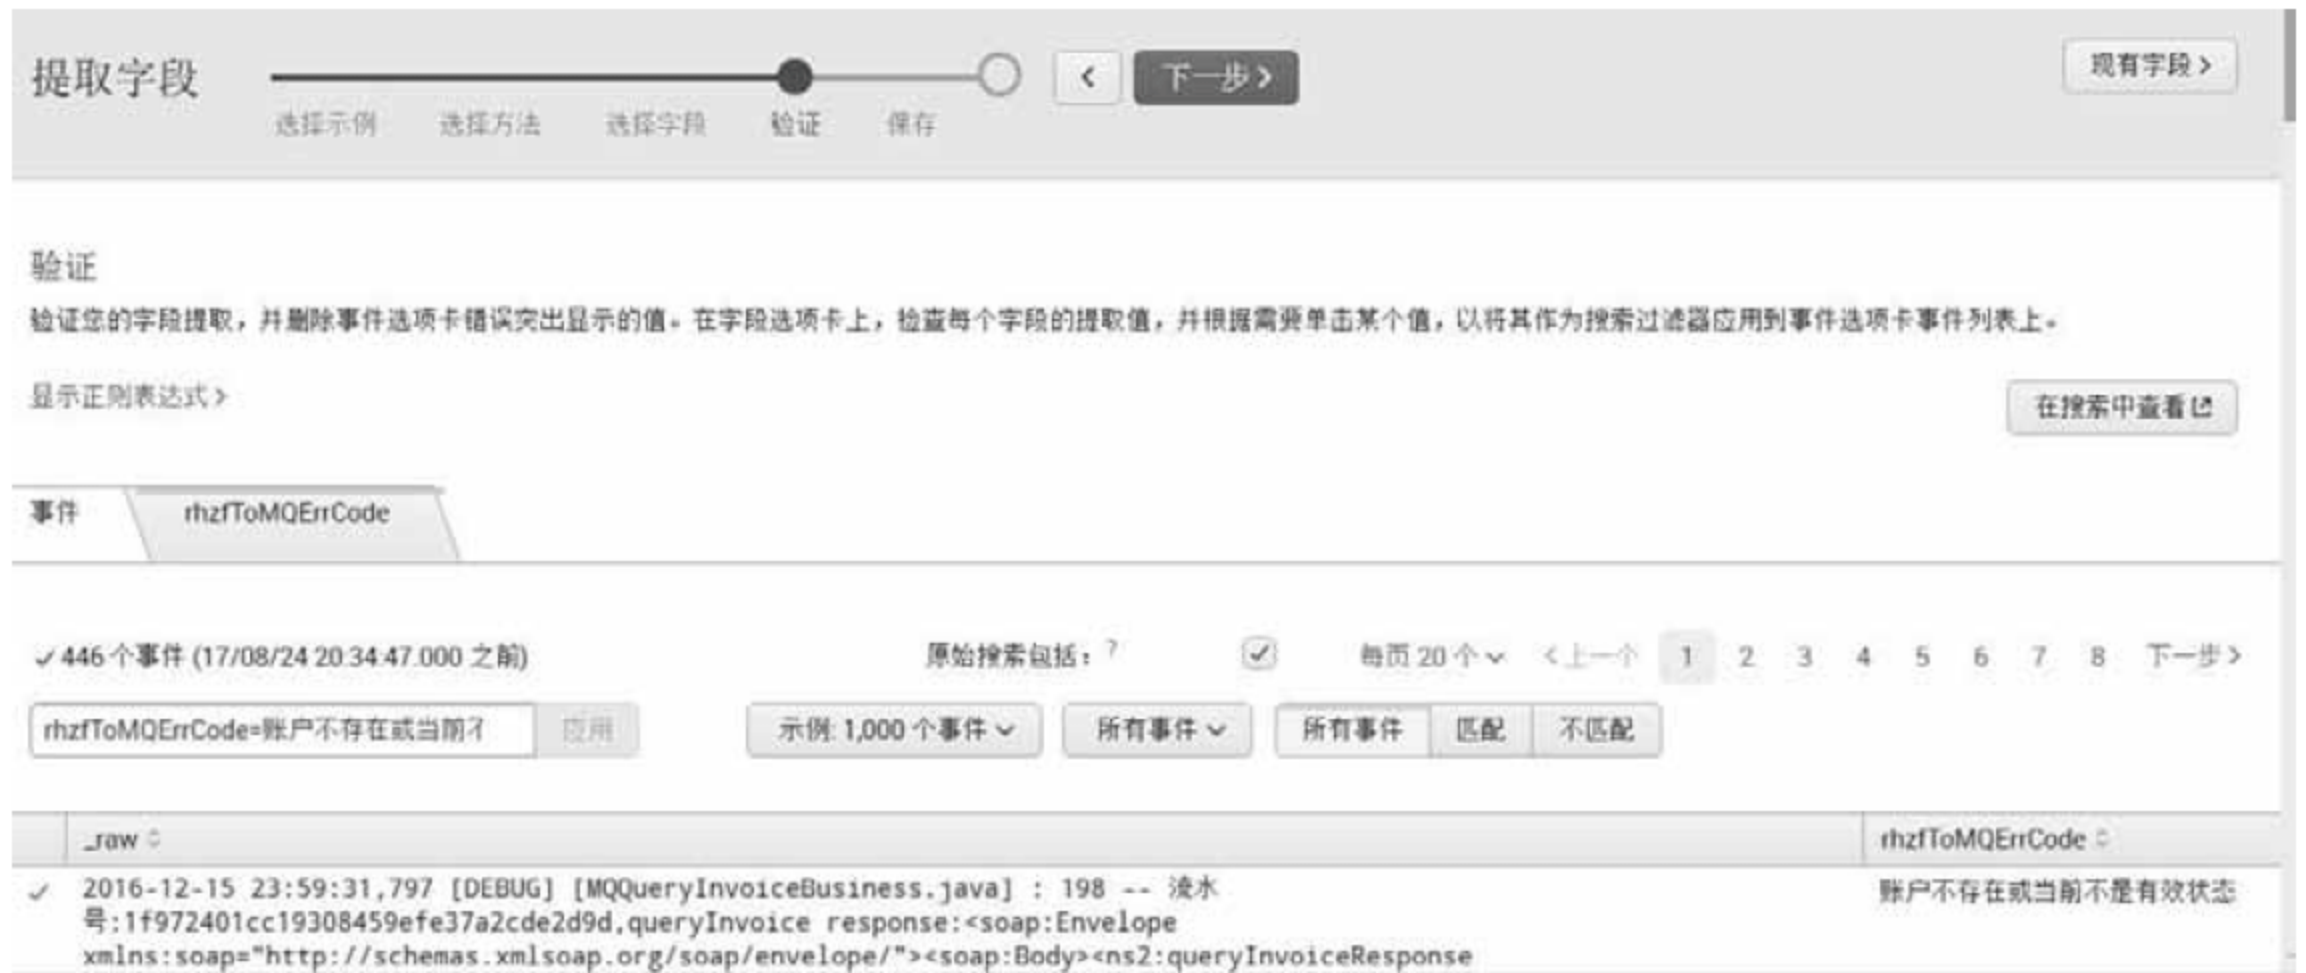 提取字段
选择示例 选择方法 选择字段 验证 保存
< 下一步 >
现有字段 >
验证
验证您的字段提取，并删除事件选项卡错误突出显示的值。在字段选项卡上，检查每个字段的提取值，并根据需要单击某个值，以将其作为搜索过滤器应用到事件选项卡事件列表上。
显示正则表达式 >
在搜索中查看
事件 rhzfToMQErrCode
✓ 446 个事件 (17/08/24 20:34:47.000 之前) 原始搜索包括：? ✓ 每页 20 个 < 上一个 1 2 3 4 5 6 7 8 下一步 >
rhzfToMQErrCode=账户不存在或当前不 应用 示例: 1,000 个事件 所有事件 所有事件 匹配 不匹配
_raw rhzfToMQErrCode
✓ 2016-12-15 23:59:31,797 [DEBUG] [MQQueryInvoiceBusiness.java] : 198 -- 流水 账户不存在或当前不是有效状态
号:1f972401cc19308459efe37a2cde2d9d,queryInvoice response:<soap:Envelope
xmlns:soap="http://schemas.xmlsoap.org/soap/envelope/"><soap:Body><ns2:queryInvoiceResponse